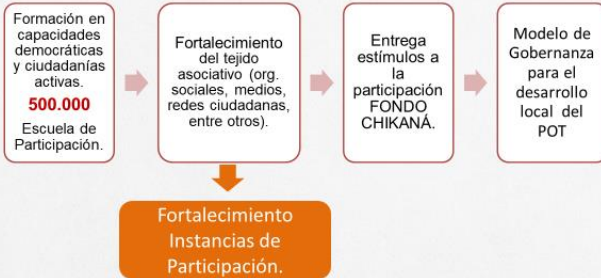 Formación en
capacidades
democráticas
y ciudadanías
activas.
500.000
Escuela de
Participación.
Fortalecimiento
del tejido
asociativo (org.
sociales, medios,
redes ciudadanas,
entre otros).
Entrega
estímulos a
la
participación
FONDO
CHIKANÁ.
Modelo de
Gobernanza
para el
desarrollo
local del
POT
Fortalecimiento
Instancias de
Participación.